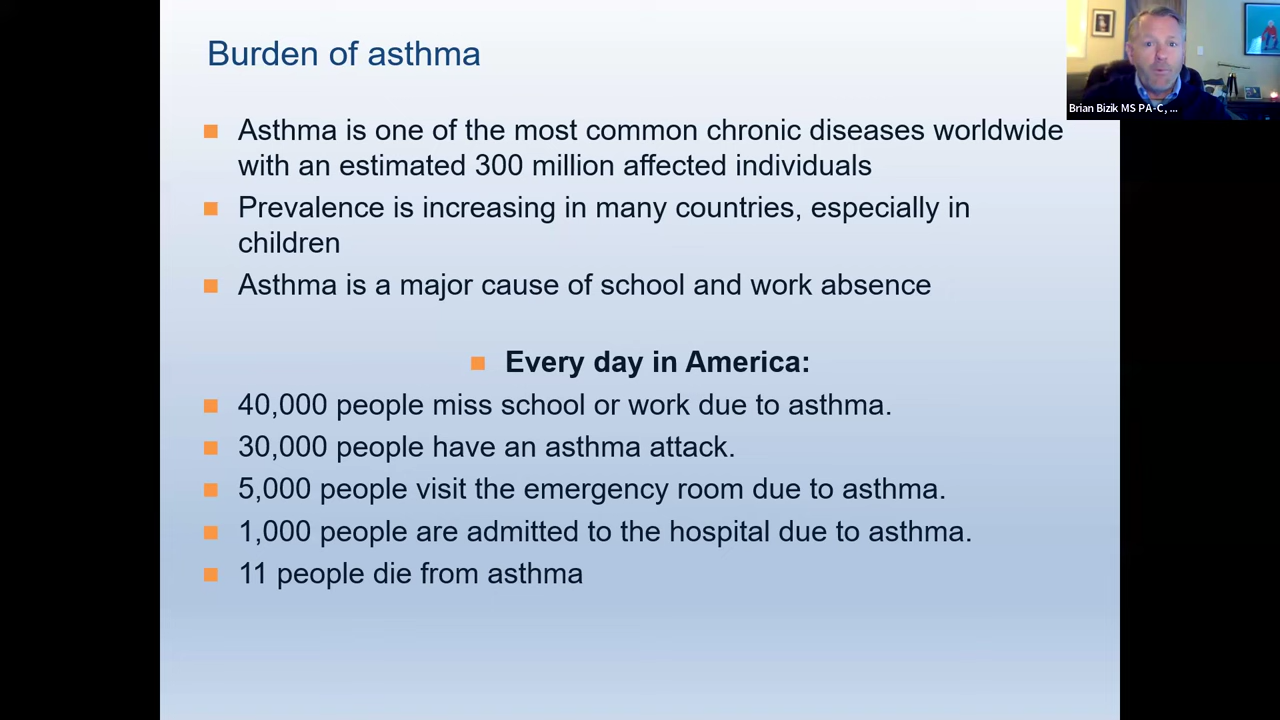 Burden of asthma
Brian Bizik MS PA-C, ...
Asthma is one of the most common chronic diseases worldwide
with an estimated 300 million affected individuals
Prevalence is increasing in many countries, especially in
children
Asthma is a major cause of school and work absence
Every day in America:
40,000 people miss school or work due to asthma.
30,000 people have an asthma attack.
5,000 people visit the emergency room due to asthma.
1,000 people are admitted to the hospital due to asthma.
11 people die from asthma